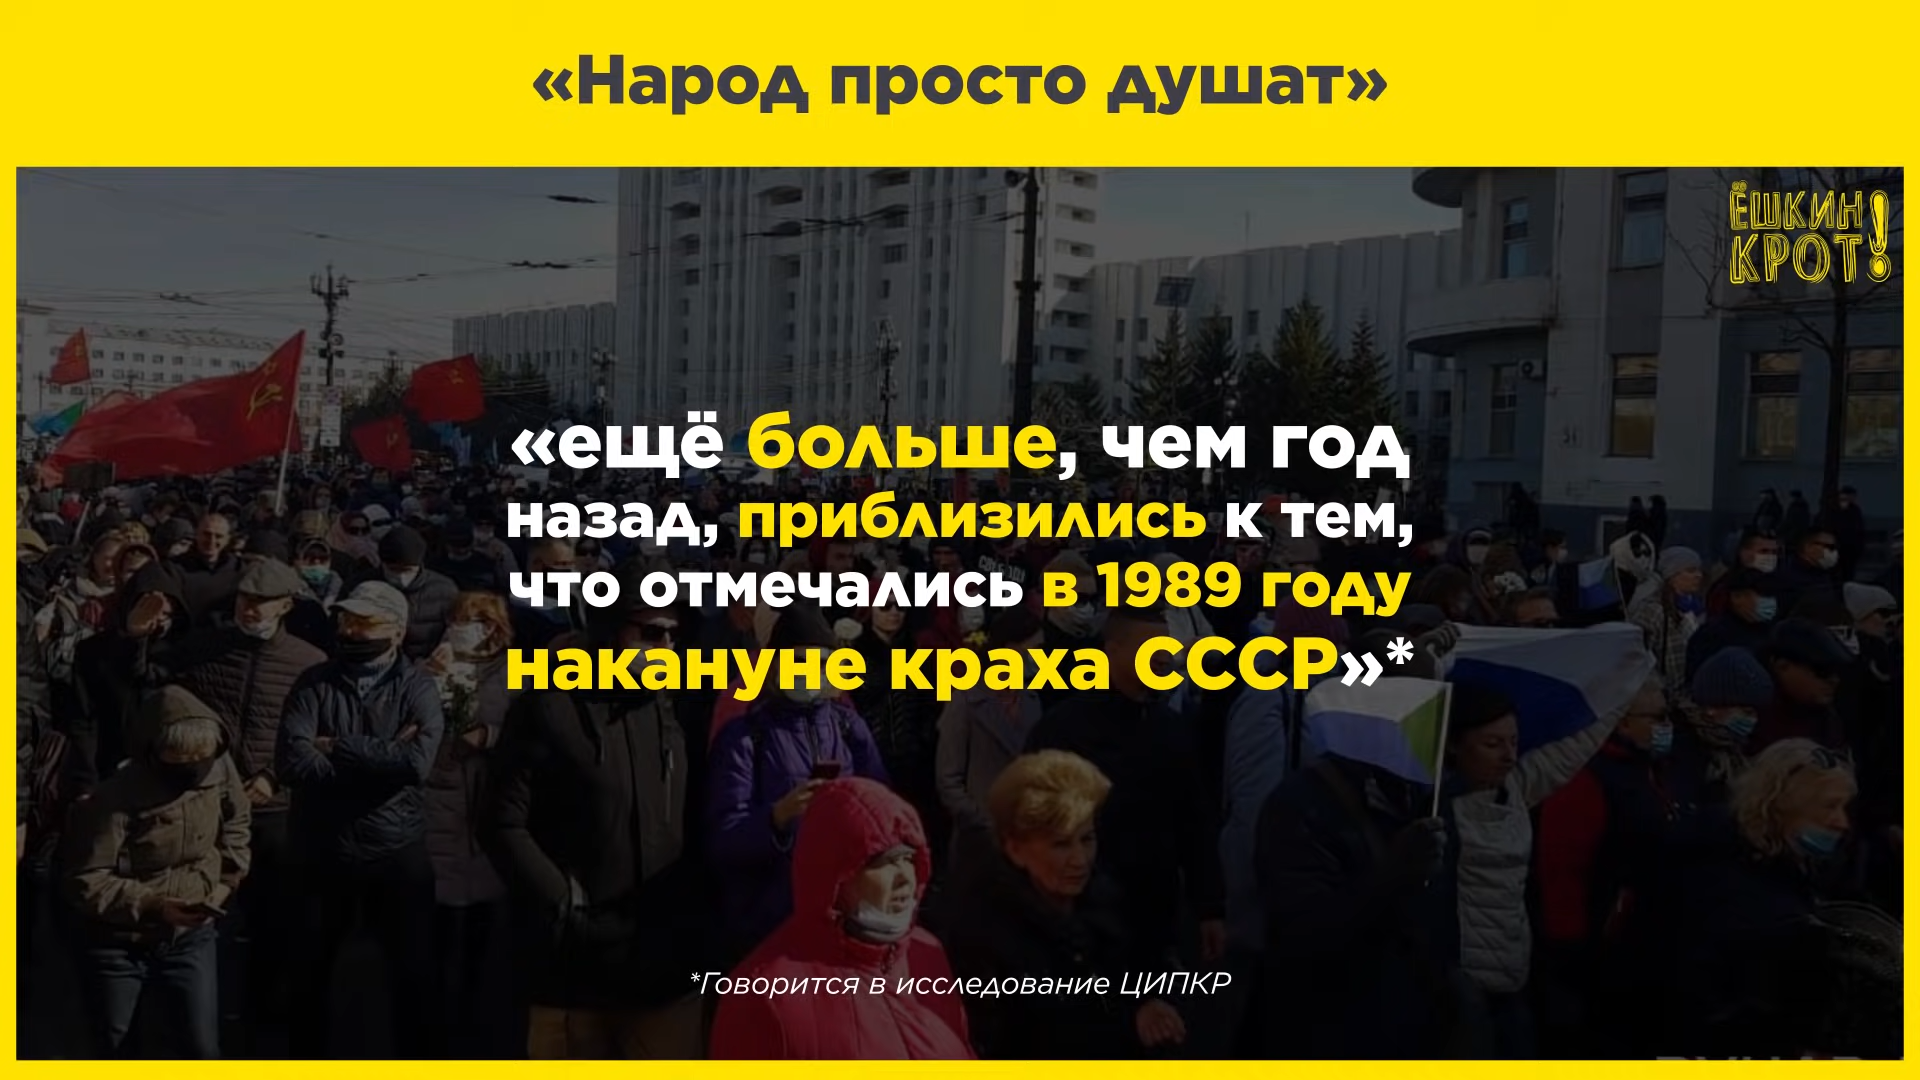 «Народ просто душат»
ЁШКИН
КРОТ!
«ещё больше, чем год
назад, приблизились к тем,
что отмечались в 1989 году
накануне краха СССР»*
*Говорится в исследование ЦИПКР